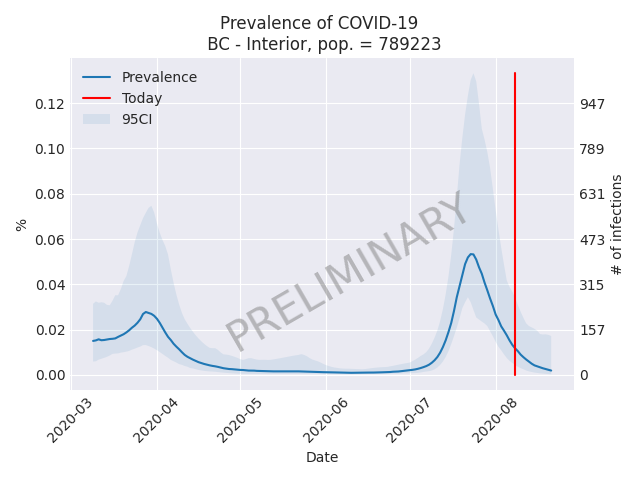 Prevalence of COVID-19
BC - Interior, pop. = 789223
Prevalence
Today
95CI
PRELIMINARY
%
0.12
0.10
0.08
0.06
0.04
0.02
0.00
947
789
631
473
315
157
0
# of infections
2020-03
2020-04
2020-05
2020-06
2020-07
2020-08
Date